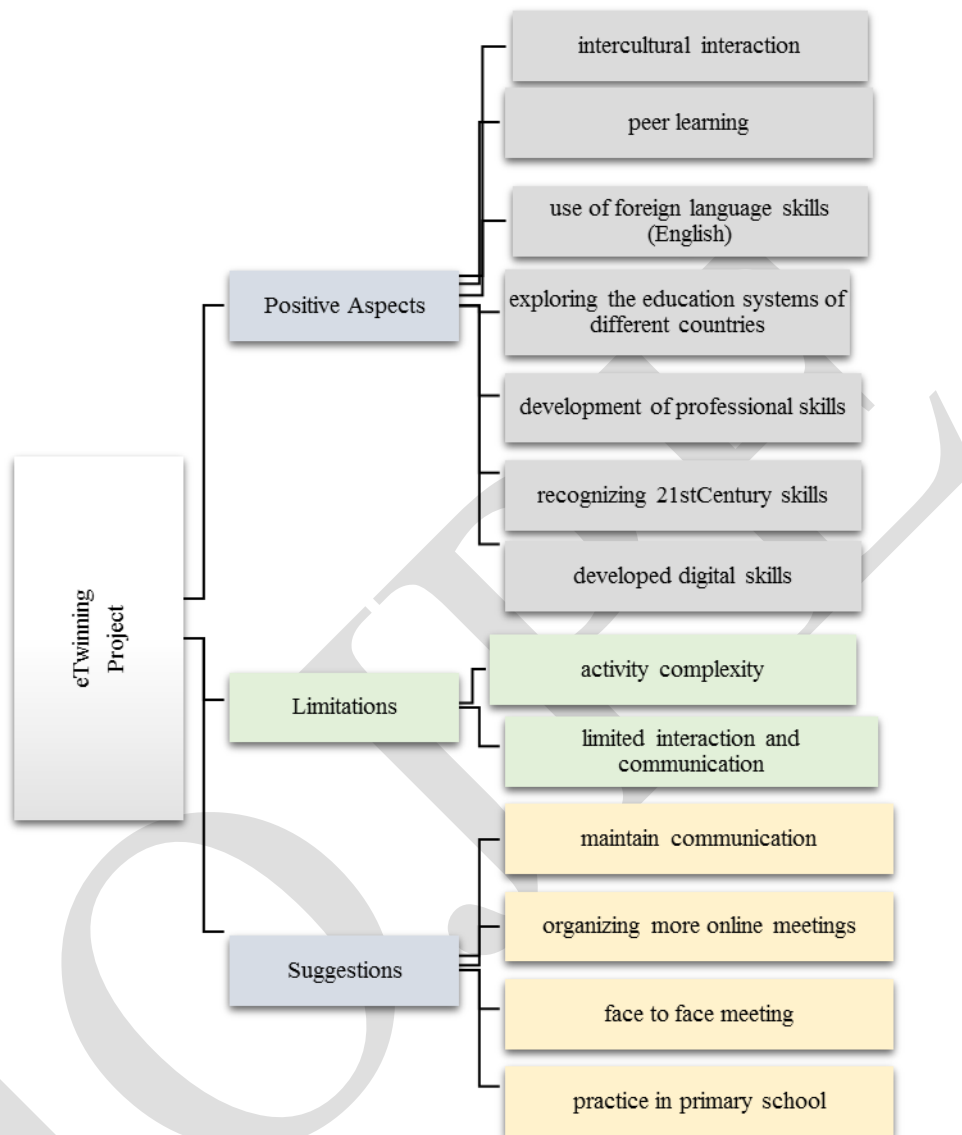 eTwinning
Project
Positive Aspects
intercultural interaction
peer learning
use of foreign language skills
(English)
exploring the education systems of
different countries
development of professional skills
recognizing 21stCentury skills
developed digital skills
Limitations
activity complexity
limited interaction and
communication
Suggestions
maintain communication
organizing more online meetings
face to face meeting
practice in primary school